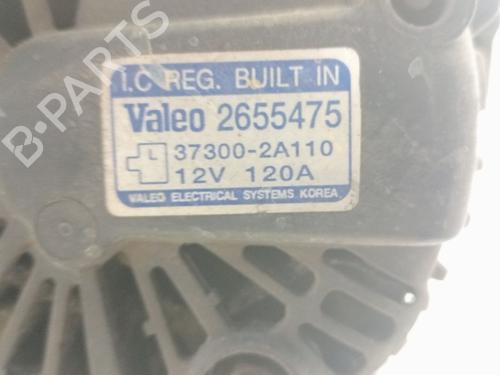 B-PARTS
I.C REG. BUILT IN
Valeo 2655475
L 37300-2A110
12V 120A
VALEO ELECTRICAL SYSTEMS KOREA